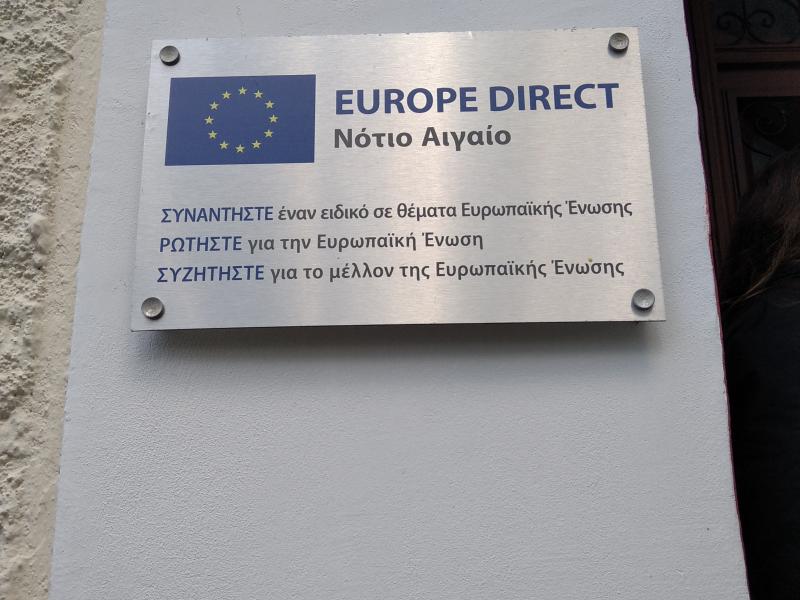 EUROPE DIRECT
Νότιο Αιγαίο
ΣΥΝΑΝΤΗΣΤΕ έναν ειδικό σε θέματα Ευρωπαϊκής Ένωσης
ΡΩΤΗΣΤΕ για την Ευρωπαϊκή Ένωση
ΣΥΖΗΤΗΣΤΕ για το μέλλον της Ευρωπαϊκής Ένωσης